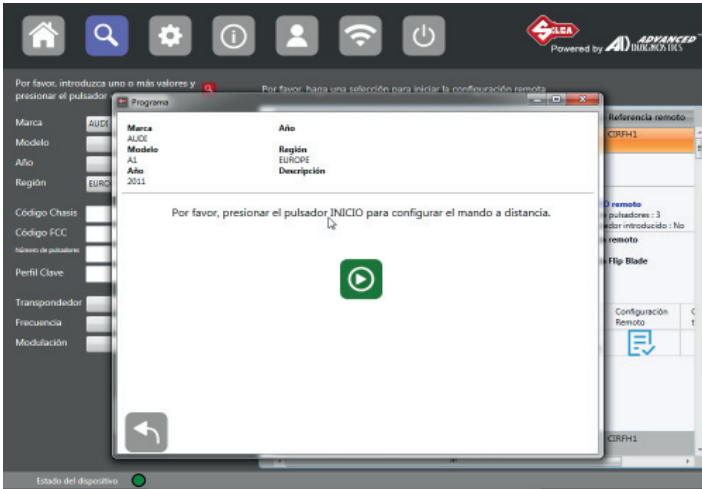 SILCA
Powered by AD ADVANCED DIAGNOSTICS
Por favor, introduzca uno o más valores y
presionar el pulsador
Por favor, haga una selección para iniciar la configuración remota
Marca
AUDI
Modelo
Año
Región
EURO
Código Chasis
Código FCC
Número de pulsadores
Perfil Clave
Transpondedor
Frecuencia
Modulación
Programa
Marca
AUDI
Modelo
A1
Año
2011
Año
Región
EUROPE
Descripción
Por favor, presionar el pulsador INICIO para configurar el mando a distancia.
Referencia remoto
CIRFH1
remoto
pulsadores : 3
introducido : No
remoto
Flip Blade
Configuración
Remoto
CIRFH1
Estado del dispositivo